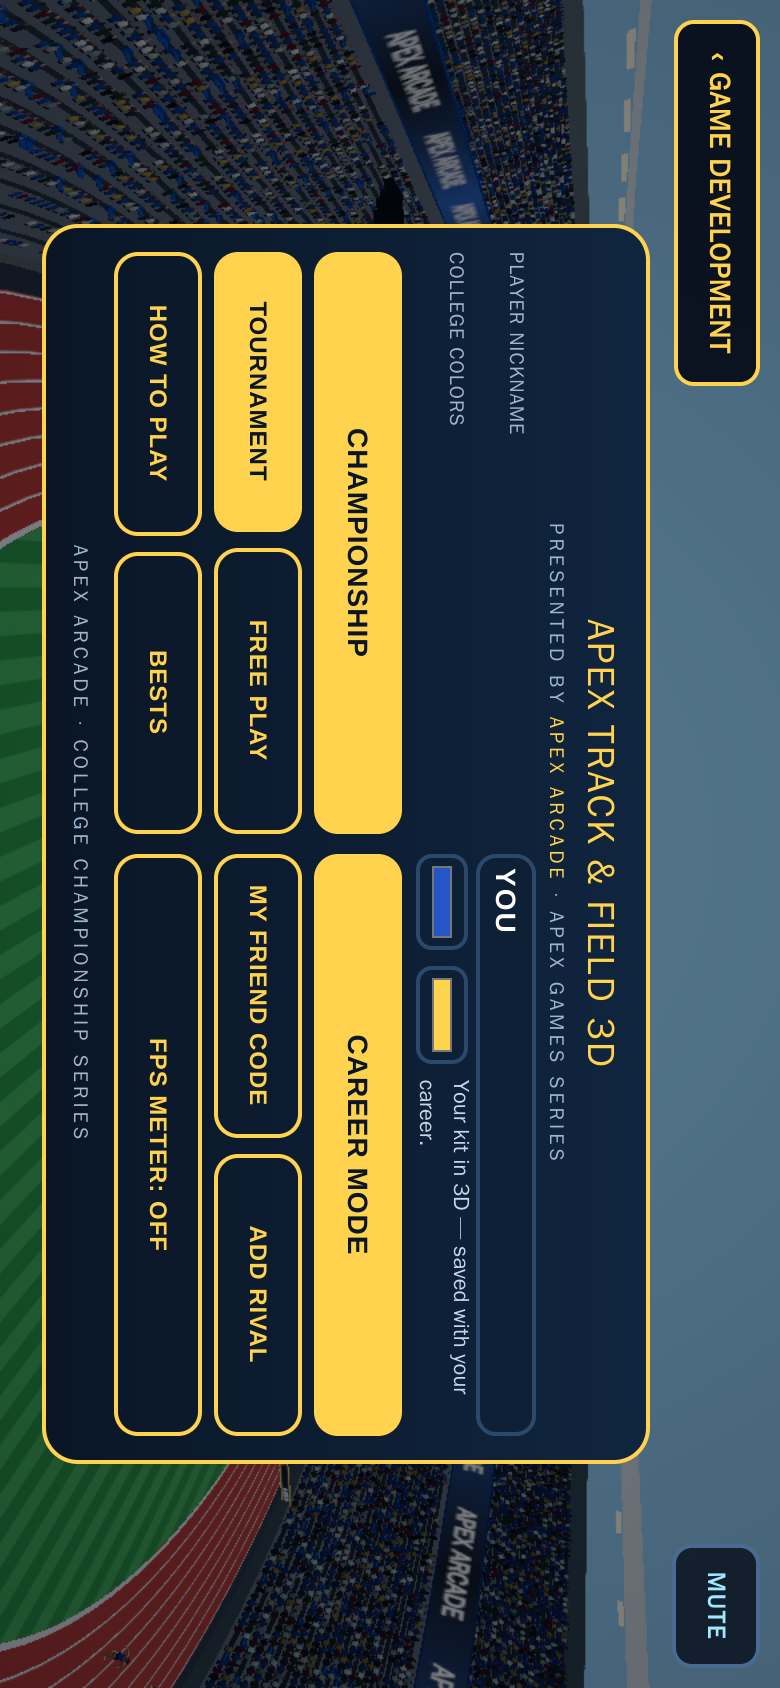 ‹ GAME DEVELOPMENT
MUTE
APEX TRACK & FIELD 3D
PRESENTED BY APEX ARCADE · APEX GAMES SERIES
PLAYER NICKNAME
YOU
COLLEGE COLORS
Your kit in 3D — saved with your
career.
CHAMPIONSHIP
CAREER MODE
TOURNAMENT
FREE PLAY
MY FRIEND CODE
ADD RIVAL
HOW TO PLAY
BESTS
FPS METER: OFF
APEX ARCADE · COLLEGE CHAMPIONSHIP SERIES
APEX ARCADE
APEX ARCADE
APEX ARCADE